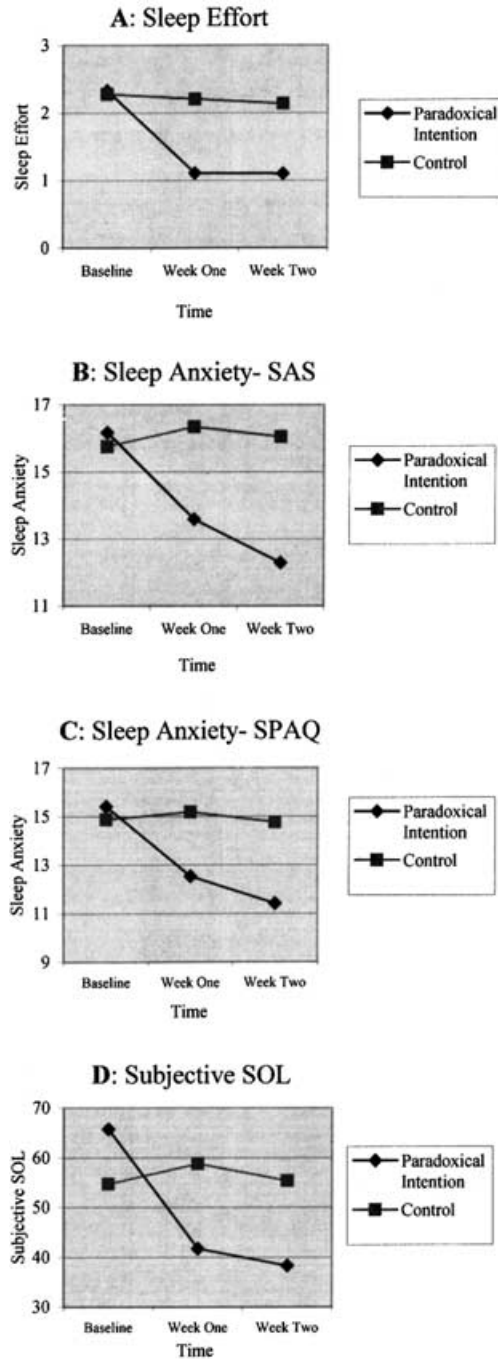 A: Sleep Effort
3
2
1
0
Sleep Effort
Baseline Week One Week Two
Time
Paradoxical
Intention
Control
B: Sleep Anxiety- SAS
17
15
13
11
Sleep Anxiety
Baseline Week One Week Two
Time
Paradoxical
Intention
Control
C: Sleep Anxiety- SPAQ
17
15
13
11
9
Sleep Anxiety
Baseline Week One Week Two
Time
Paradoxical
Intention
Control
D: Subjective SOL
70
60
50
40
30
Subjective SOL
Baseline Week One Week Two
Time
Paradoxical
Intention
Control